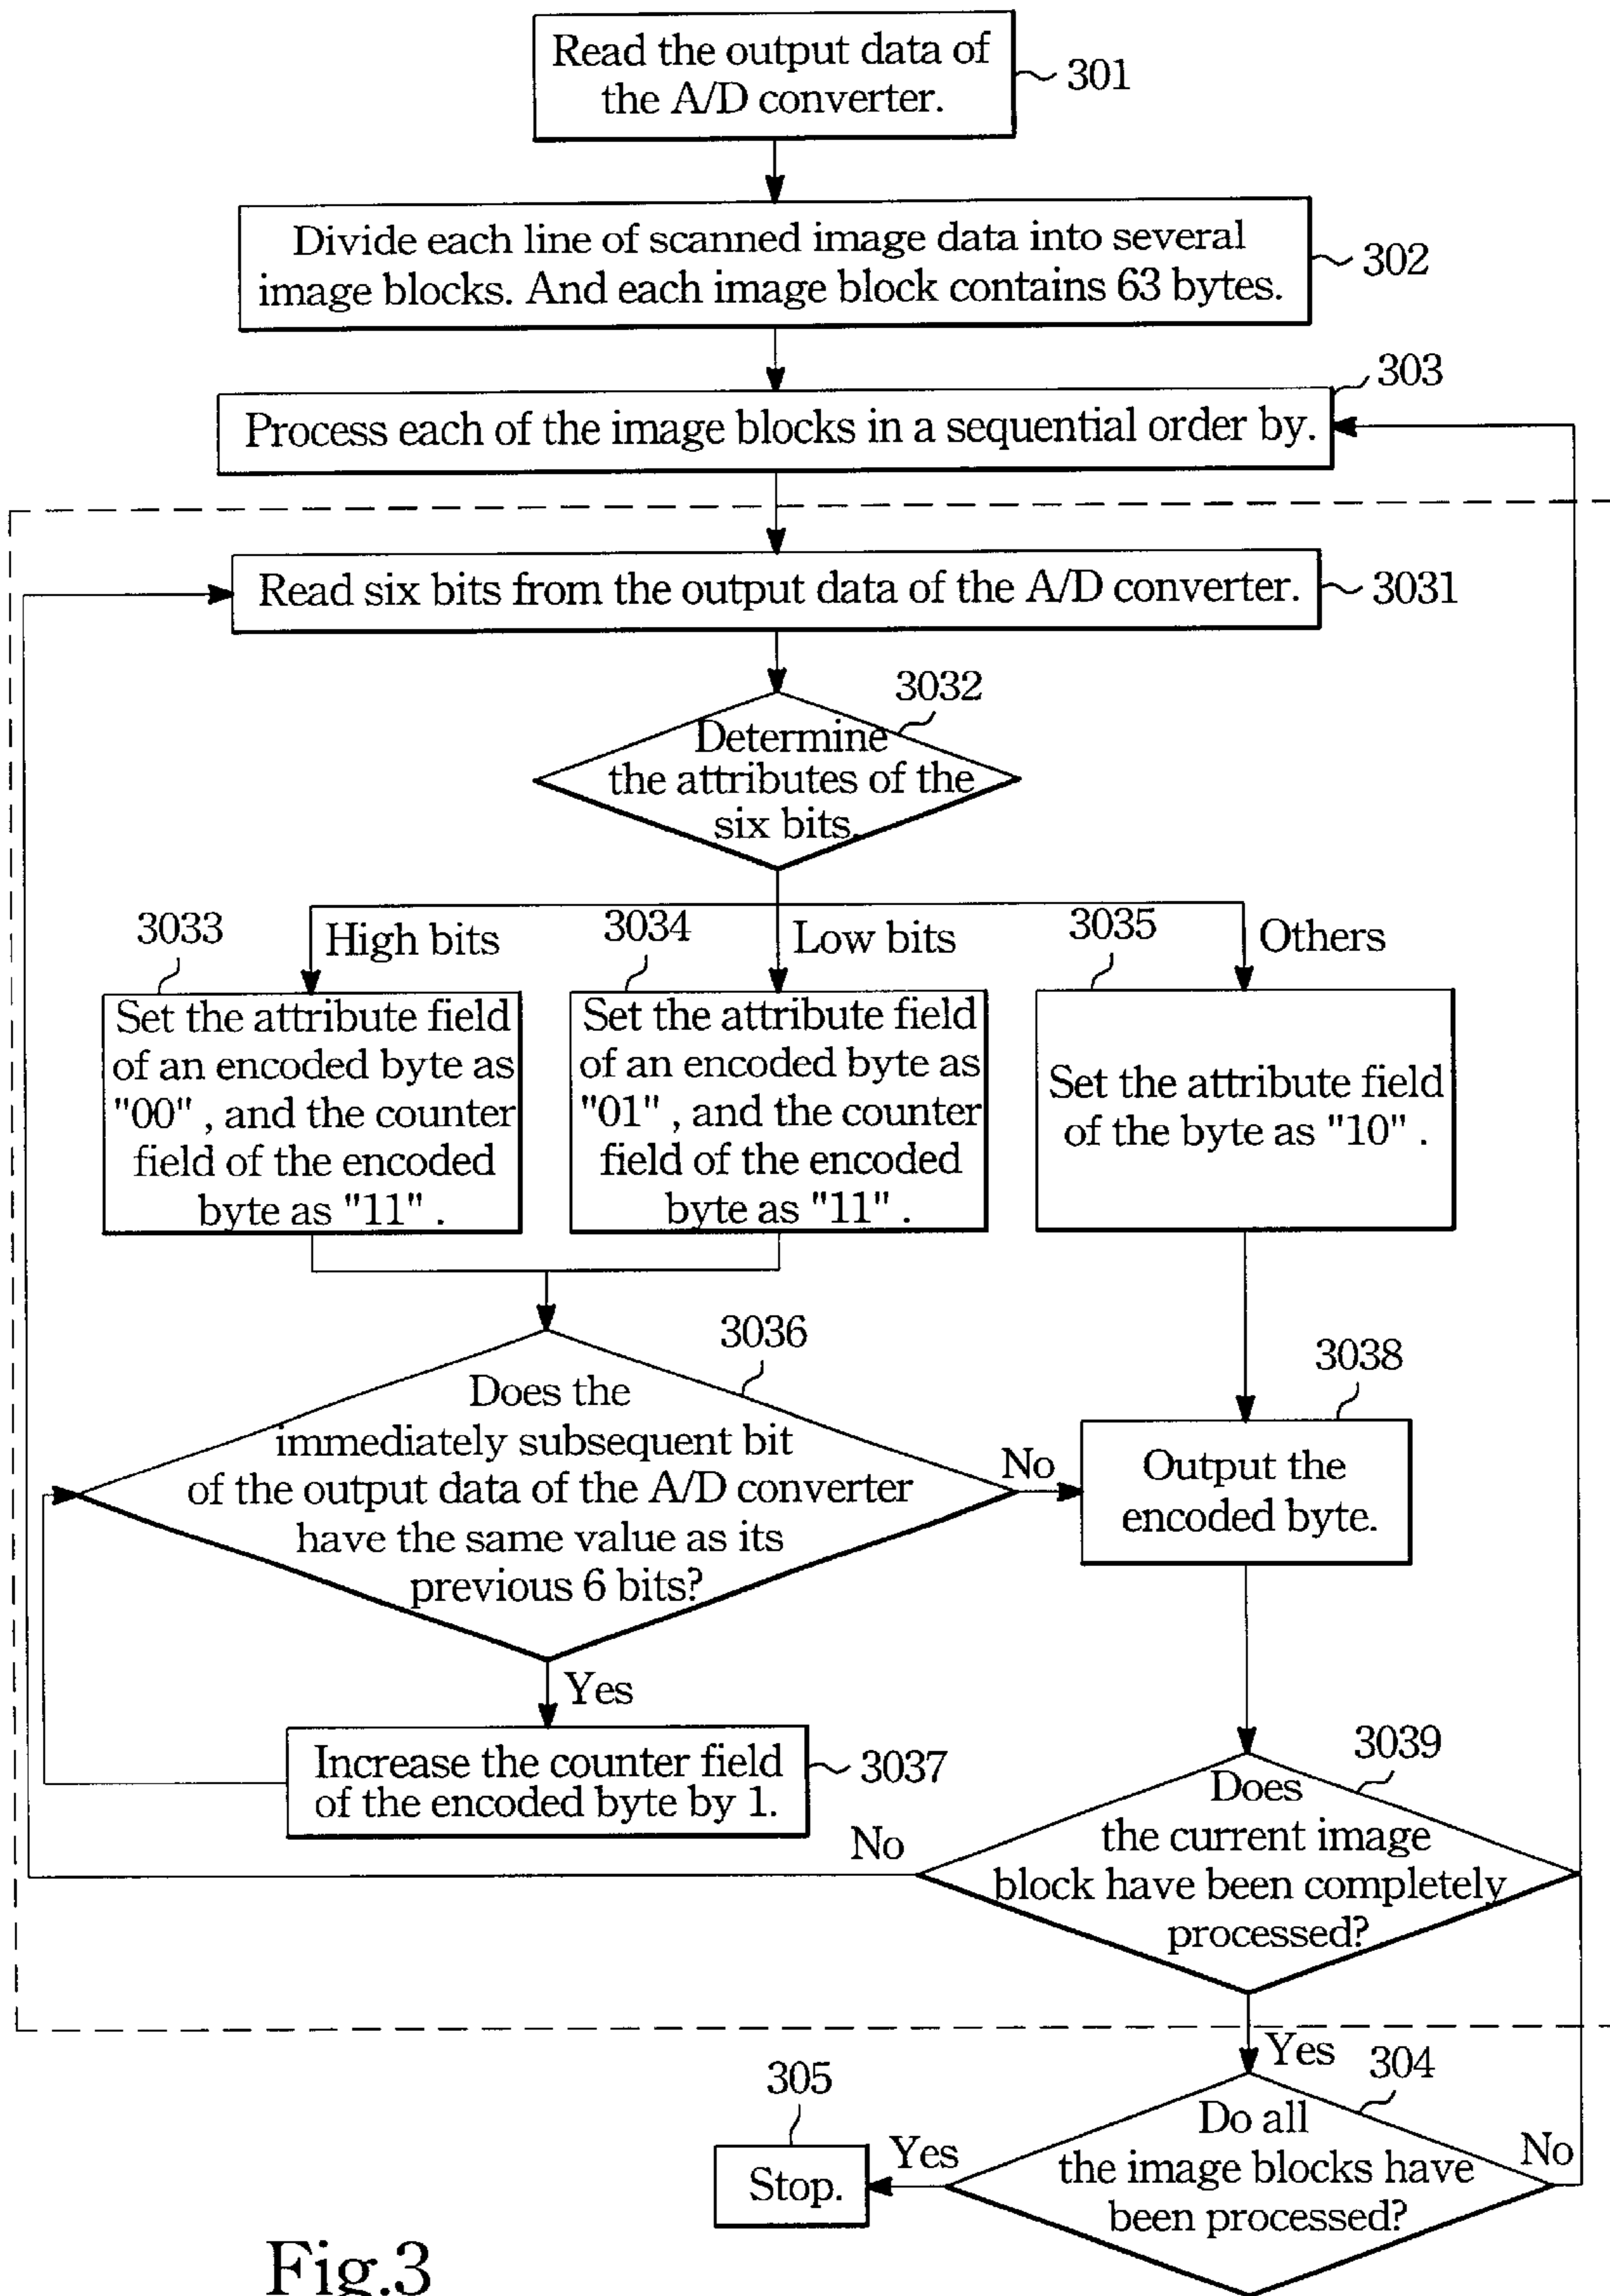 Read the output data of
the A/D converter.
301
Divide each line of scanned image data into several
image blocks. And each image block contains 63 bytes.
302
303
Process each of the image blocks in a sequential order by.
Read six bits from the output data of the A/D converter.
3031
3032
Determine
the attributes of the
six bits.
3033
High bits
3034
Low bits
3035
Others
Set the attribute field
of an encoded byte as
"00" , and the counter
field of the encoded
byte as "11" .
Set the attribute field
of an encoded byte as
"01" , and the counter
field of the encoded
byte as "11" .
Set the attribute field
of the byte as "10" .
3036
Does the
immediately subsequent bit
of the output data of the A/D converter
have the same value as its
previous 6 bits?
No
3038
Output the
encoded byte.
Yes
Increase the counter field
of the encoded byte by 1.
3037
3039
Does
the current image
block have been completely
processed?
No
Yes
304
Do all
the image blocks have
been processed?
No
Yes
305
Stop.
Fig.3